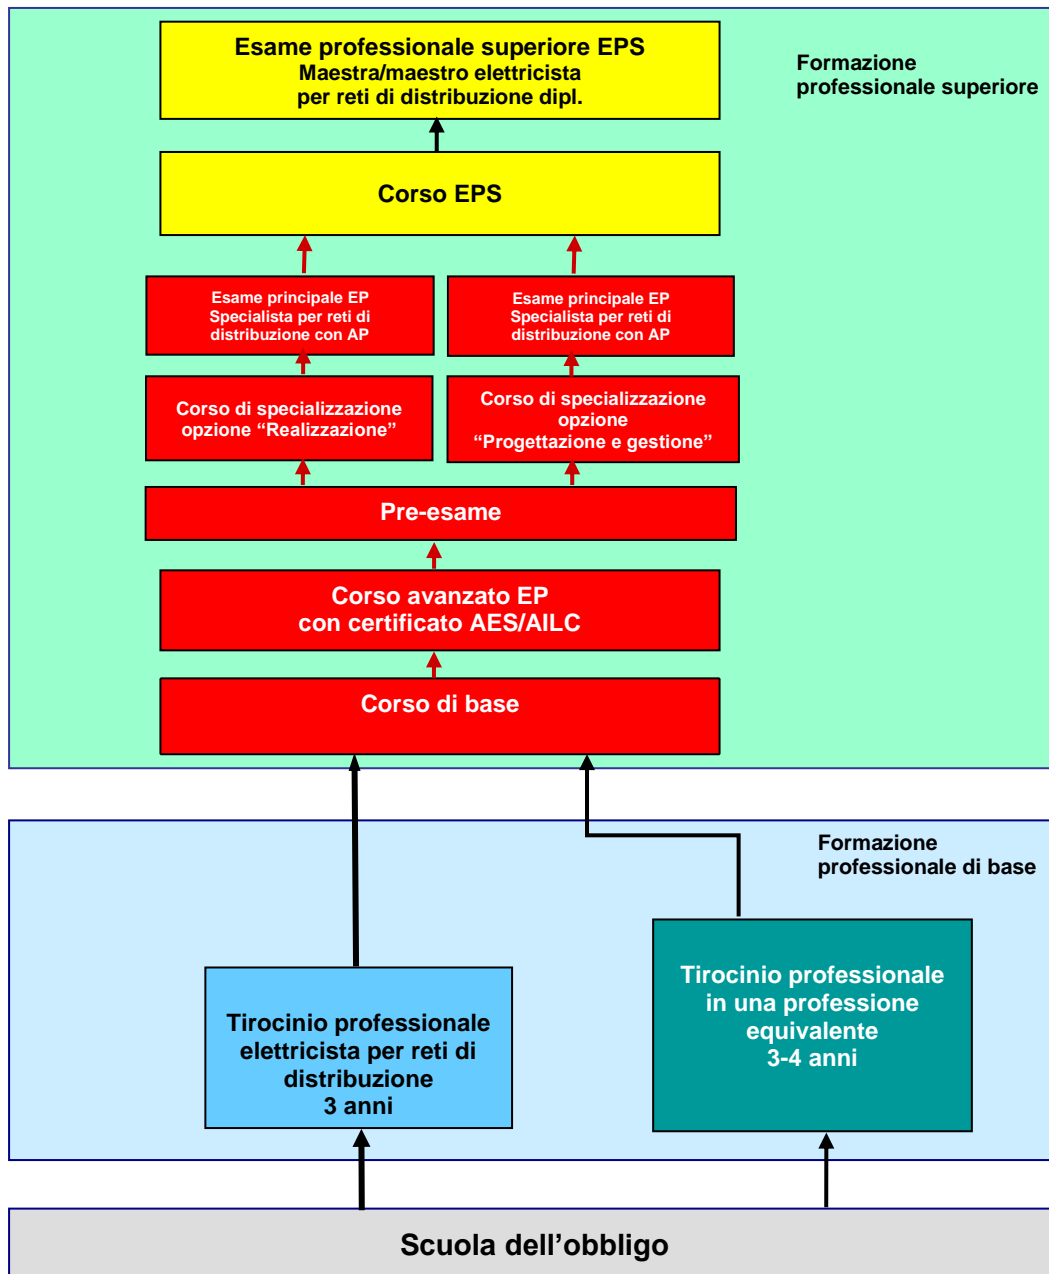 Esame professionale superiore EPS
Maestra/maestro elettricista
per reti di distribuzione dipl.
Formazione
professionale superiore
Corso EPS
Esame principale EP
Specialista per reti di
distribuzione con AP
Esame principale EP
Specialista per reti di
distribuzione con AP
Corso di specializzazione
opzione “Realizzazione”
Corso di specializzazione
opzione
“Progettazione e gestione”
Pre-esame
Corso avanzato EP
con certificato AES/AILC
Corso di base
Formazione
professionale di base
Tirocinio professionale
elettricista per reti di
distribuzione
3 anni
Tirocinio professionale
in una professione
equivalente
3-4 anni
Scuola dell’obbligo